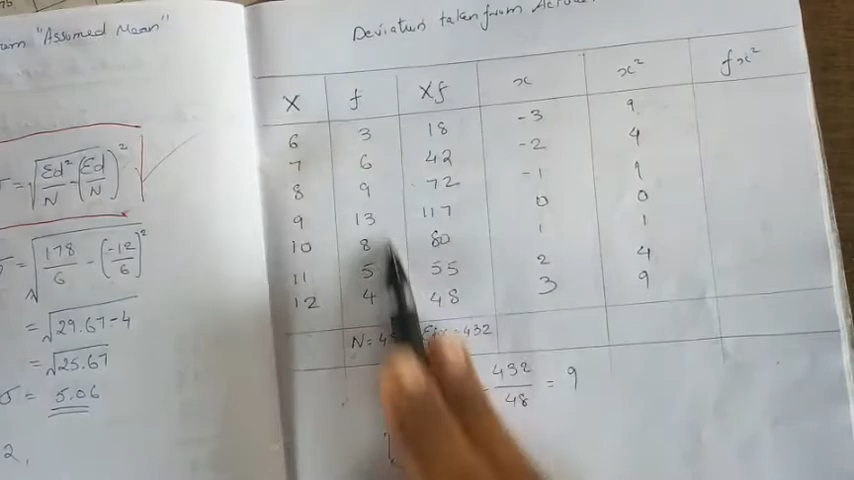 "Assumed Mean"
σ = √(Σd²/N - (Σd/N)²)
= √(178/6 - (-12/6)²)
= √29.67-4
= √25.67
σ = 5.06
2,
Deviation taken from
X f Xf x x² fx²
6 3 18 -3 9
7 6 42 -2 4
8 9 72 -1 1
9 13 117 0 0
10 8 80 1 1
11 5 55 2 4
12 4 48 3 9
N = 432
432/48 = 9